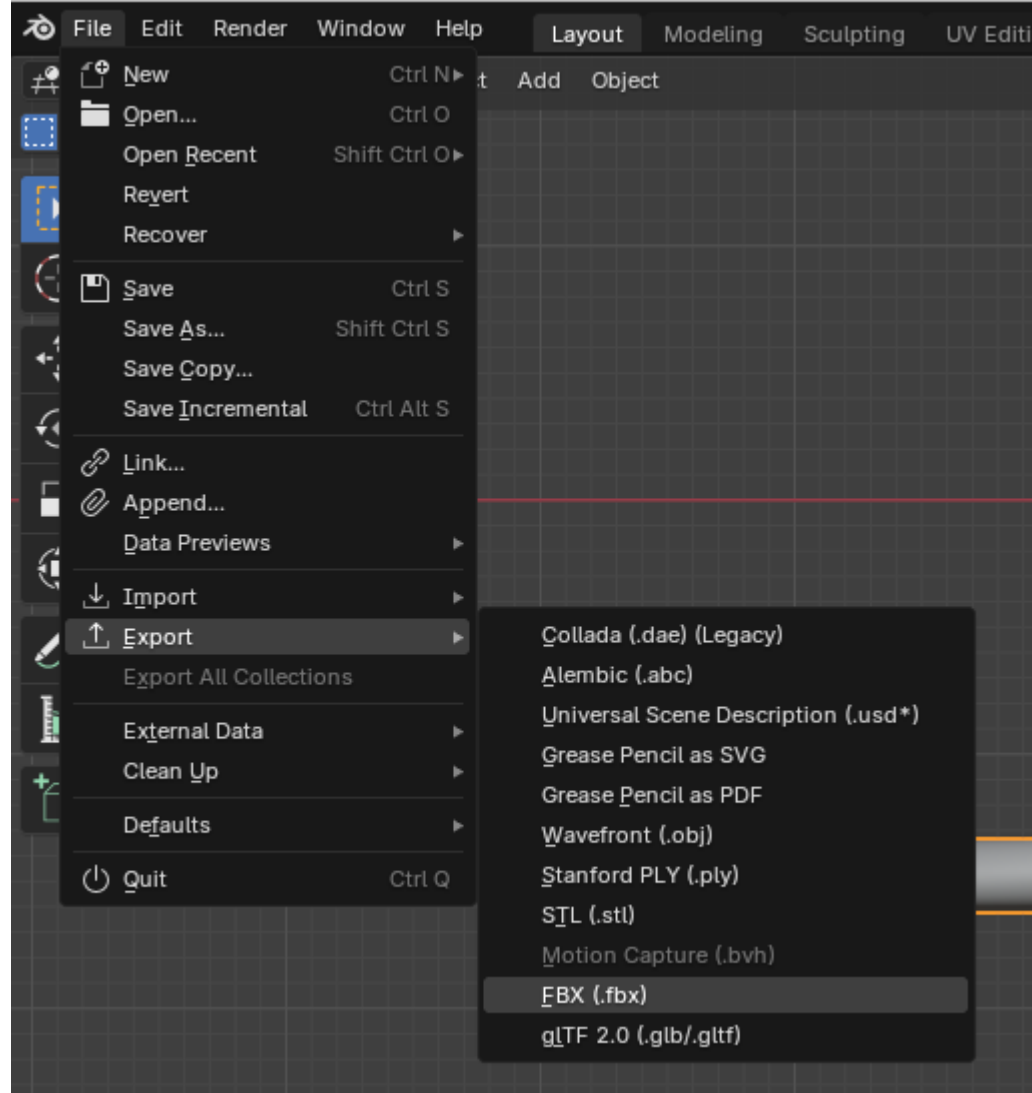 File Edit Render Window Help Layout Modeling Sculpting UV Editi
New Ctrl N
t Add Object
Open... Ctrl O
Open Recent Shift Ctrl O
Revert
Recover
Save Ctrl S
Save As... Shift Ctrl S
Save Copy...
Save Incremental Ctrl Alt S
Link...
Append...
Data Previews
Import
Export
Export All Collections
External Data
Clean Up
Defaults
Quit Ctrl Q
Collada (.dae) (Legacy)
Alembic (.abc)
Universal Scene Description (.usd*)
Grease Pencil as SVG
Grease Pencil as PDF
Wavefront (.obj)
Stanford PLY (.ply)
STL (.stl)
Motion Capture (.bvh)
FBX (.fbx)
glTF 2.0 (.glb/.gltf)